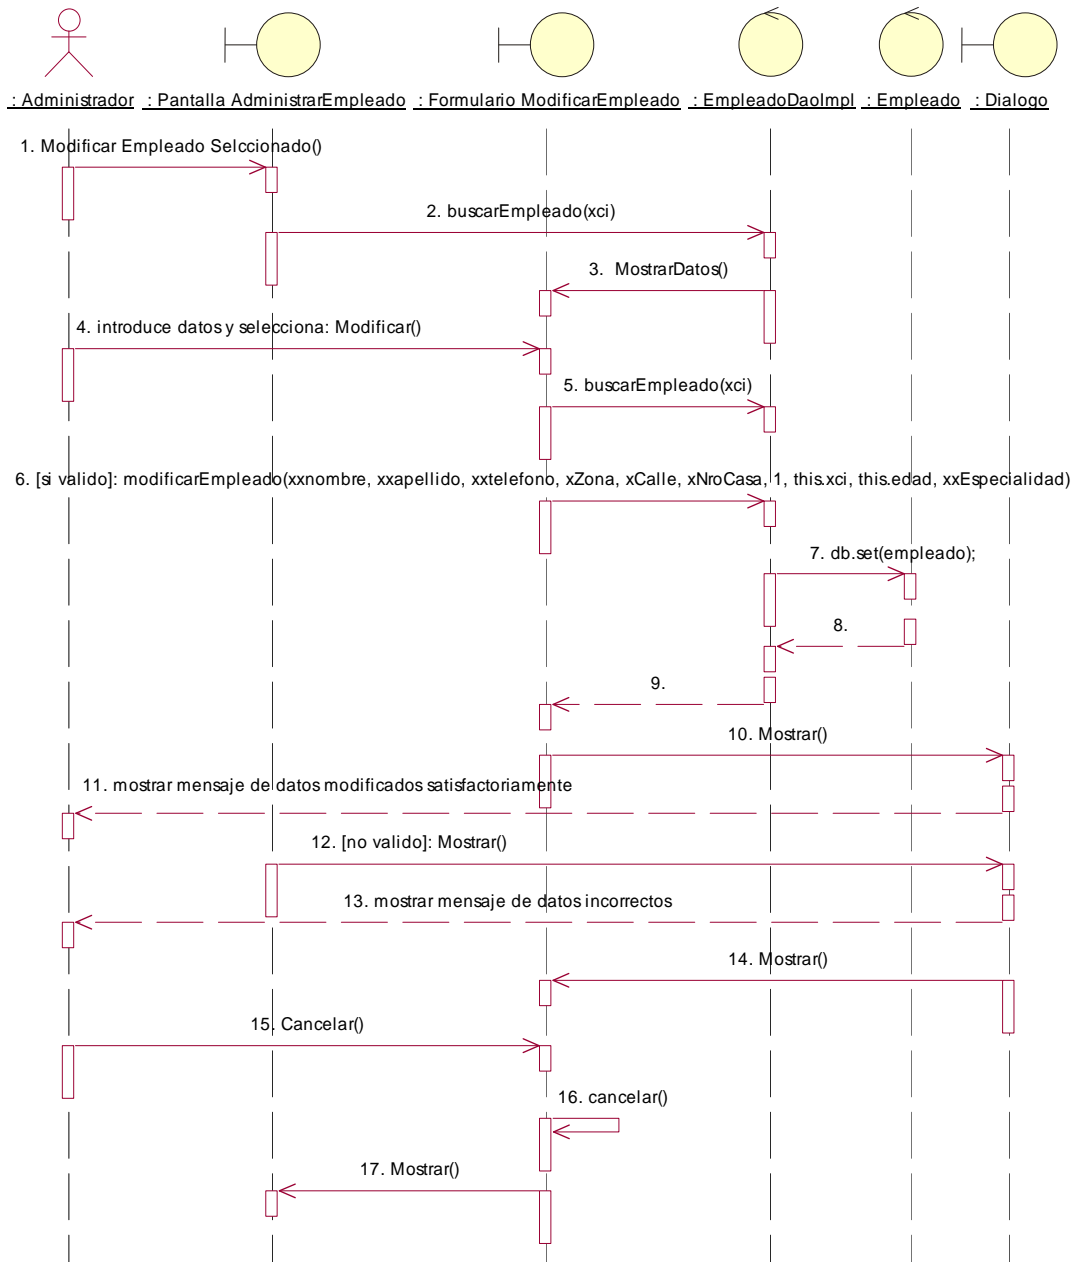 : Administrador : Pantalla AdministrarEmpleado : Formulario ModificarEmpleado : EmpleadoDaoImpl : Empleado : Dialogo
1. Modificar Empleado Selccionado()
2. buscarEmpleado(xci)
3. MostrarDatos()
4. introduce datos y selecciona: Modificar()
5. buscarEmpleado(xci)
6. [si valido]: modificarEmpleado(xxnombre, xxapellido, xxtelefono, xZona, xCalle, xNroCasa, 1, this.xci, this.edad, xxEspecialidad)
7. db.set(empleado);
8.
9.
10. Mostrar()
11. mostrar mensaje de datos modificados satisfactoriamente
12. [no valido]: Mostrar()
13. mostrar mensaje de datos incorrectos
14. Mostrar()
15. Cancelar()
16. cancelar()
17. Mostrar()